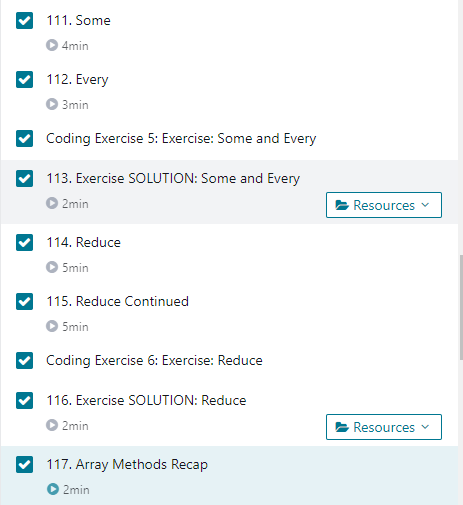 111. Some
4min
112. Every
3min
Coding Exercise 5: Exercise: Some and Every
113. Exercise SOLUTION: Some and Every
2min
Resources
114. Reduce
5min
115. Reduce Continued
5min
Coding Exercise 6: Exercise: Reduce
116. Exercise SOLUTION: Reduce
2min
Resources
117. Array Methods Recap
2min